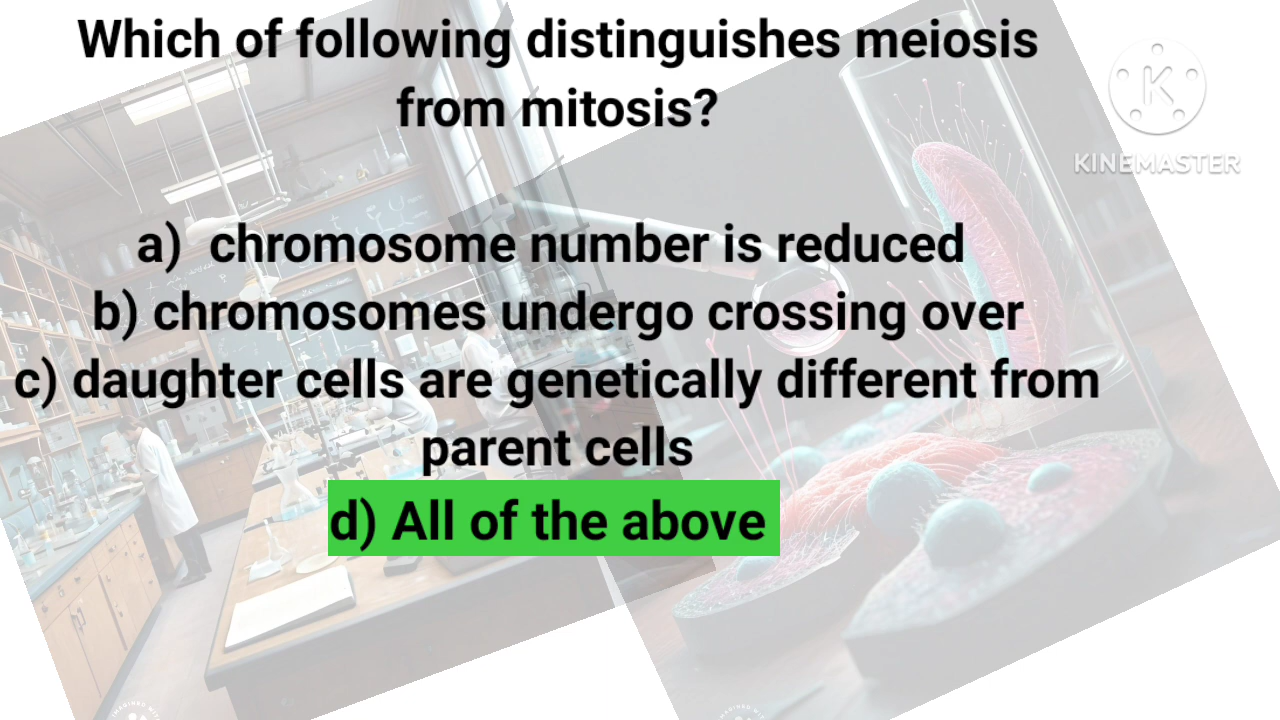 Which of following distinguishes meiosis
from mitosis?
KINEMASTER
a) chromosome number is reduced
b) chromosomes undergo crossing over
c) daughter cells are genetically different from
parent cells
d) All of the above